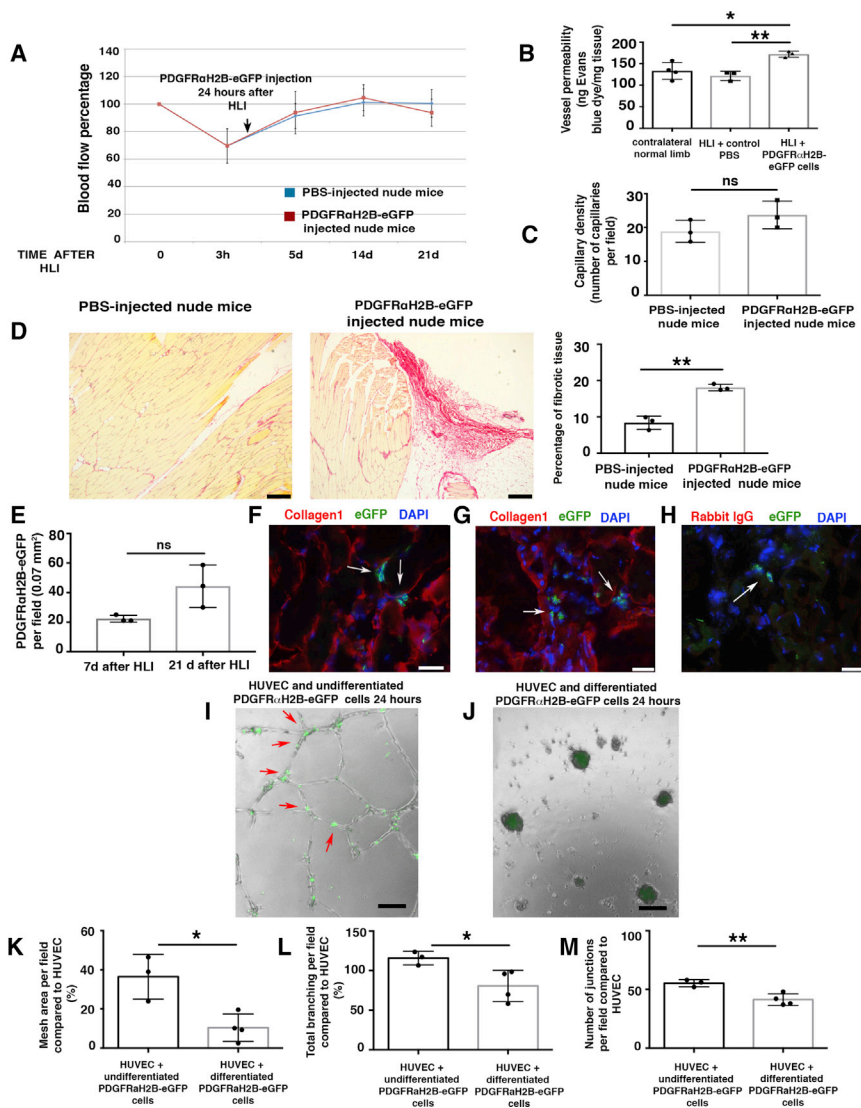 A
Blood flow percentage
140
120
100
80
60
40
20
0
PDGFRαH2B-eGFP injection
24 hours after
HLI
PBS-injected nude mice
PDGFRαH2B-eGFP
injected nude mice
TIME AFTER
HLI
0
3h
5d
14d
21d
B
Vessel permeability
(ng Evans
blue dye/mg tissue)
200
150
100
50
0
*
**
contralateral
normal limb
HLI + control
PBS
HLI +
PDGFRαH2B-
eGFP cells
C
Capillary density
(number of capillaries
per field)
30
20
10
0
ns
PBS-injected
nude mice
PDGFRαH2B-eGFP
injected nude mice
D
PBS-injected nude mice
PDGFRαH2B-eGFP
injected nude mice
Percentage of fibrotic tissue
30
20
10
0
**
PBS-injected
nude mice
PDGFRαH2B-eGFP
injected nude mice
E
PDGFRαH2B-eGFP
per field (0.07 mm²)
80
60
40
20
0
ns
7d after HLI
21 d after HLI
F
Collagen1 eGFP DAPI
G
Collagen1 eGFP DAPI
H
Rabbit IgG eGFP DAPI
I
HUVEC and undifferentiated
PDGFRαH2B-eGFP cells 24 hours
J
HUVEC and differentiated
PDGFRαH2B-eGFP cells 24 hours
K
Mesh area per field
compared to HUVEC
(%)
60
40
20
0
*
HUVEC +
undifferentiated
PDGFRaH2B-eGFP
cells
HUVEC +
differentiated
PDGFRaH2B-eGFP
cells
L
Total branching per field
compared to HUVEC
(%)
150
100
50
0
*
HUVEC +
undifferentiated
PDGFRaH2B-eGFP
cells
HUVEC +
differentiated
PDGFRaH2B-eGFP
cells
M
Number of junctions
per field compared to
HUVEC
100
50
0
**
HUVEC +
undifferentiated
PDGFRaH2B-eGFP
cells
HUVEC +
differentiated
PDGFRaH2B-eGFP
cells